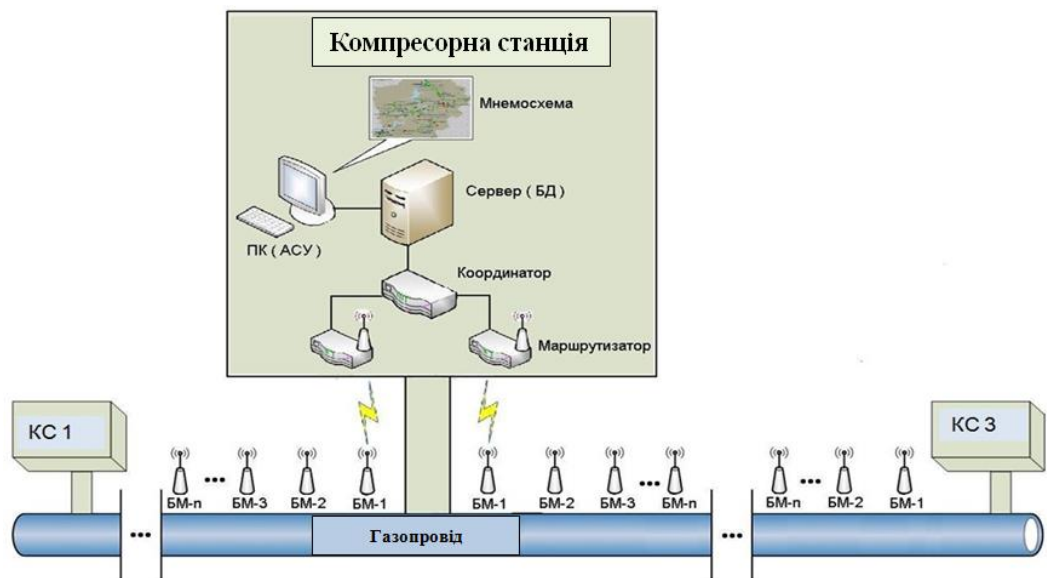 Компресорна станція
Мнемосхема
Сервер ( БД )
ПК ( АСУ )
Координатор
Маршрутизатор
КС 1
КС 3
БМ-n ... БМ-3 БМ-2 БМ-1 БМ-1 БМ-2 БМ-3 ... БМ-n БМ-n ... БМ-2 БМ-1
... Газопровід ...